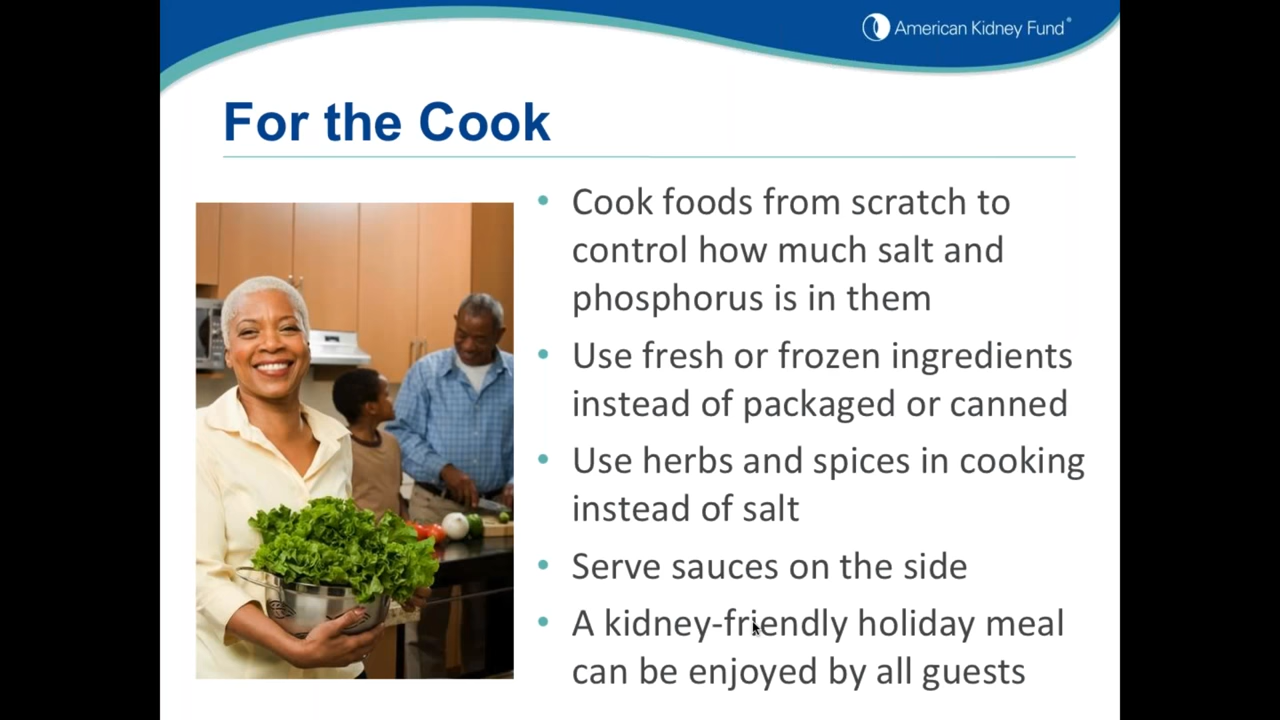 American Kidney Fund®
For the Cook
• Cook foods from scratch to
control how much salt and
phosphorus is in them
• Use fresh or frozen ingredients
instead of packaged or canned
• Use herbs and spices in cooking
instead of salt
• Serve sauces on the side
• A kidney-friendly holiday meal
can be enjoyed by all guests